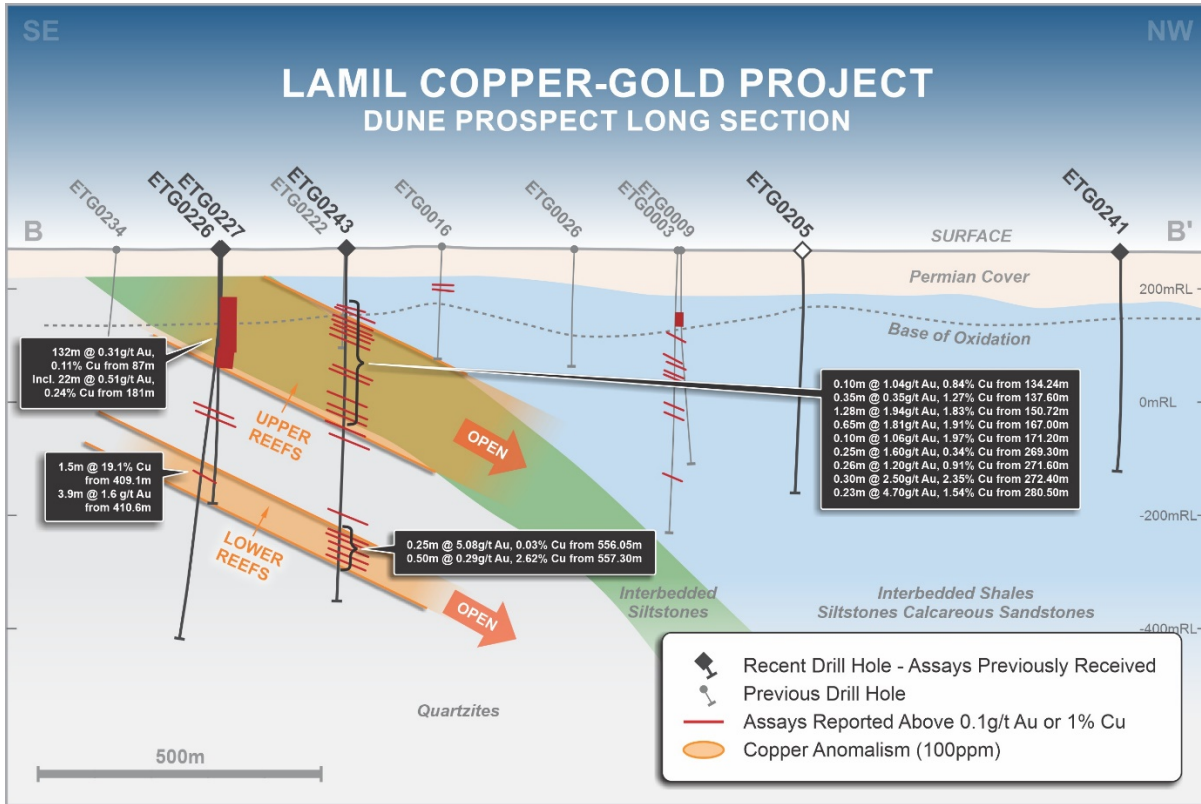 SE
NW
LAMIL COPPER-GOLD PROJECT
DUNE PROSPECT LONG SECTION
ETG0234
ETG0226
ETG0227
ETG0222
ETG0243
ETG0016
ETG0026
ETG0003
ETG0009
ETG0205
ETG0241
B
B'
SURFACE
Permian Cover
200mRL
Base of Oxidation
132m @ 0.31g/t Au,
0.11% Cu from 87m
Incl. 22m @ 0.51g/t Au,
0.24% Cu from 181m
0.10m @ 1.04g/t Au, 0.84% Cu from 134.24m
0.35m @ 0.35g/t Au, 1.27% Cu from 137.60m
1.28m @ 1.94g/t Au, 1.83% Cu from 150.72m
0.65m @ 1.81g/t Au, 1.91% Cu from 167.00m
0.10m @ 1.06g/t Au, 1.97% Cu from 171.20m
0.25m @ 1.60g/t Au, 0.34% Cu from 269.30m
0.26m @ 1.20g/t Au, 0.91% Cu from 271.60m
0.30m @ 2.50g/t Au, 2.35% Cu from 272.40m
0.23m @ 4.70g/t Au, 1.54% Cu from 280.50m
0mRL
UPPER
REEFS
OPEN
1.5m @ 19.1% Cu
from 409.1m
3.9m @ 1.6 g/t Au
from 410.6m
-200mRL
LOWER
REEFS
0.25m @ 5.08g/t Au, 0.03% Cu from 556.05m
0.50m @ 0.29g/t Au, 2.62% Cu from 557.30m
OPEN
Interbedded
Siltstones
Interbedded Shales
Siltstones Calcareous Sandstones
-400mRL
Quartzites
500m
Recent Drill Hole - Assays Previously Received
Previous Drill Hole
Assays Reported Above 0.1g/t Au or 1% Cu
Copper Anomalism (100ppm)